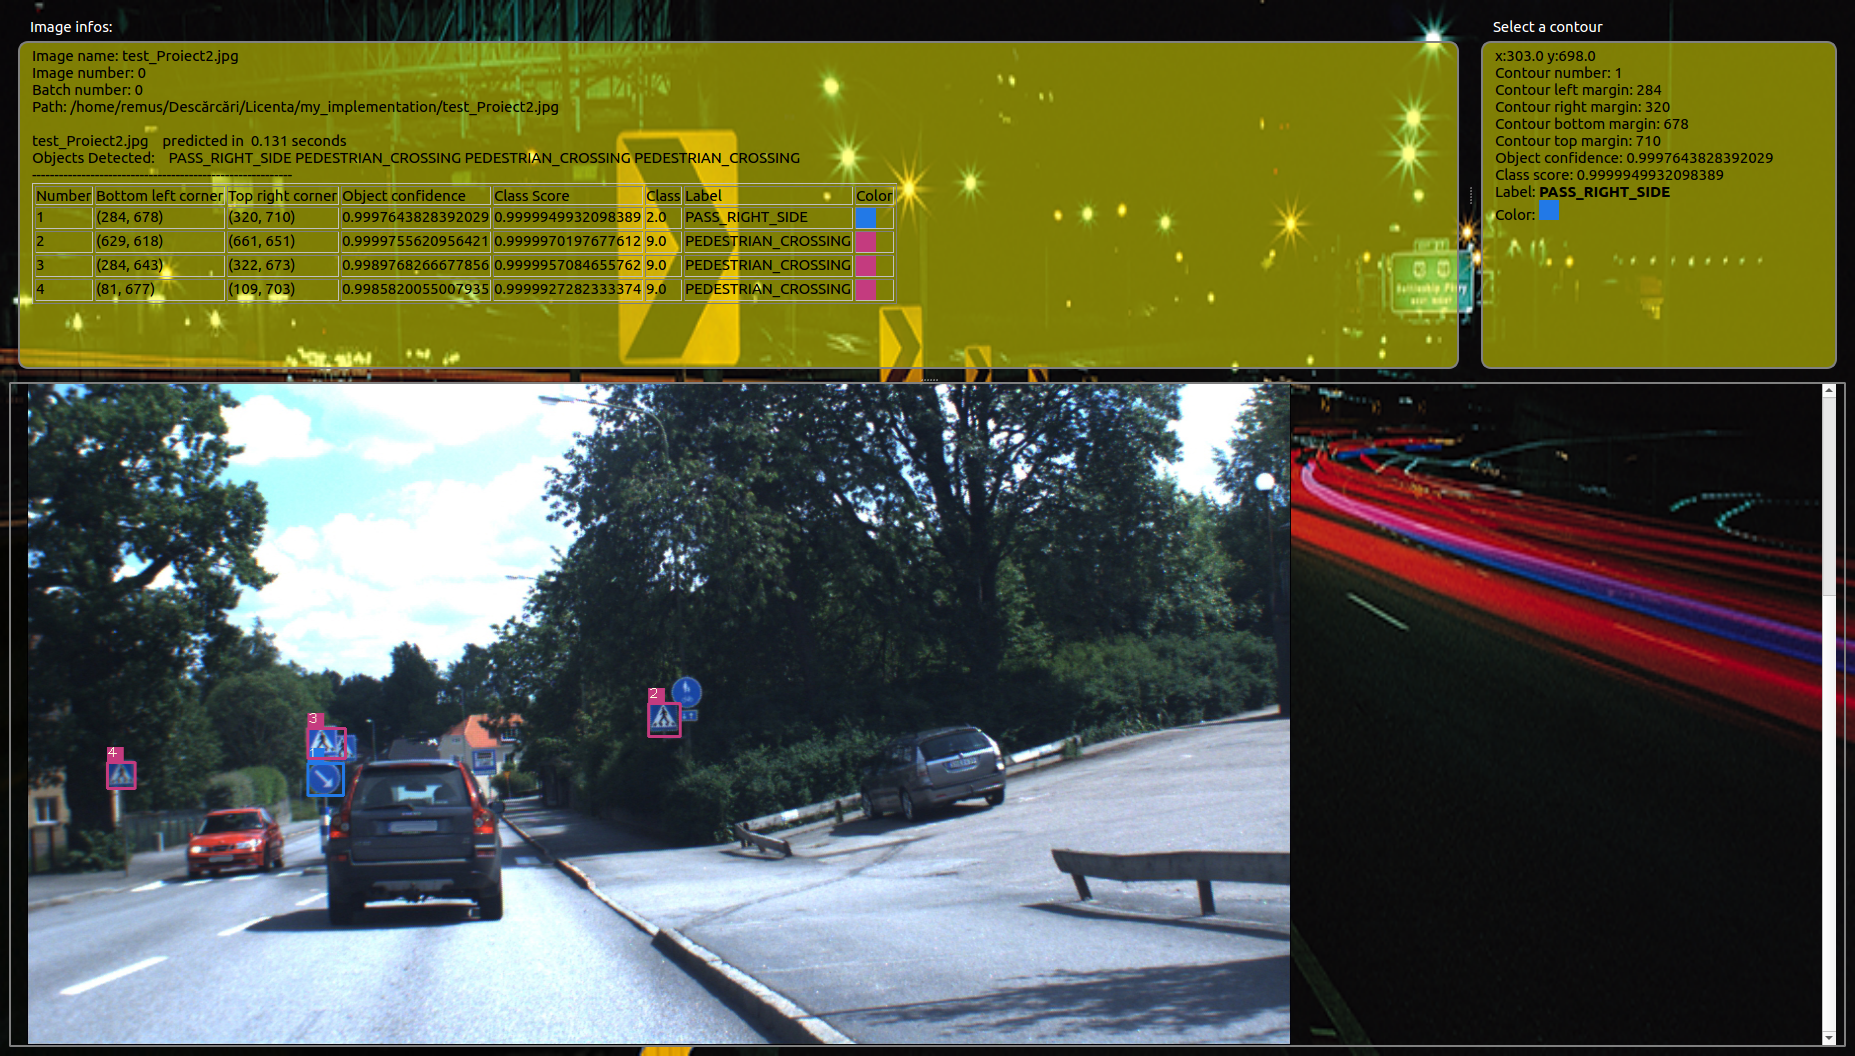 Image infos:
Image name: test_Proiect2.jpg
Image number: 0
Batch number: 0
Path: /home/remus/Descărcări/Licenta/my_implementation/test_Proiect2.jpg
test_Proiect2.jpg predicted in 0.131 seconds
Objects Detected: PASS_RIGHT_SIDE PEDESTRIAN_CROSSING PEDESTRIAN_CROSSING PEDESTRIAN_CROSSING
------------------------------------------------------------
Number Bottom left corner Top right corner Object confidence Class Score Class Label Color
1 (284, 678) (320, 710) 0.9997643828392029 0.9999949932098389 2.0 PASS_RIGHT_SIDE
2 (629, 618) (661, 651) 0.9999755620956421 0.9999970197677612 9.0 PEDESTRIAN_CROSSING
3 (284, 643) (322, 673) 0.9989768266677856 0.9999957084655762 9.0 PEDESTRIAN_CROSSING
4 (81, 677) (109, 703) 0.9985820055007935 0.9999927282333374 9.0 PEDESTRIAN_CROSSING
Select a contour
x:303.0 y:698.0
Contour number: 1
Contour left margin: 284
Contour right margin: 320
Contour bottom margin: 678
Contour top margin: 710
Object confidence: 0.9997643828392029
Class score: 0.9999949932098389
Label: PASS_RIGHT_SIDE
Color:
Battleship Pkwy
2
3
1
4